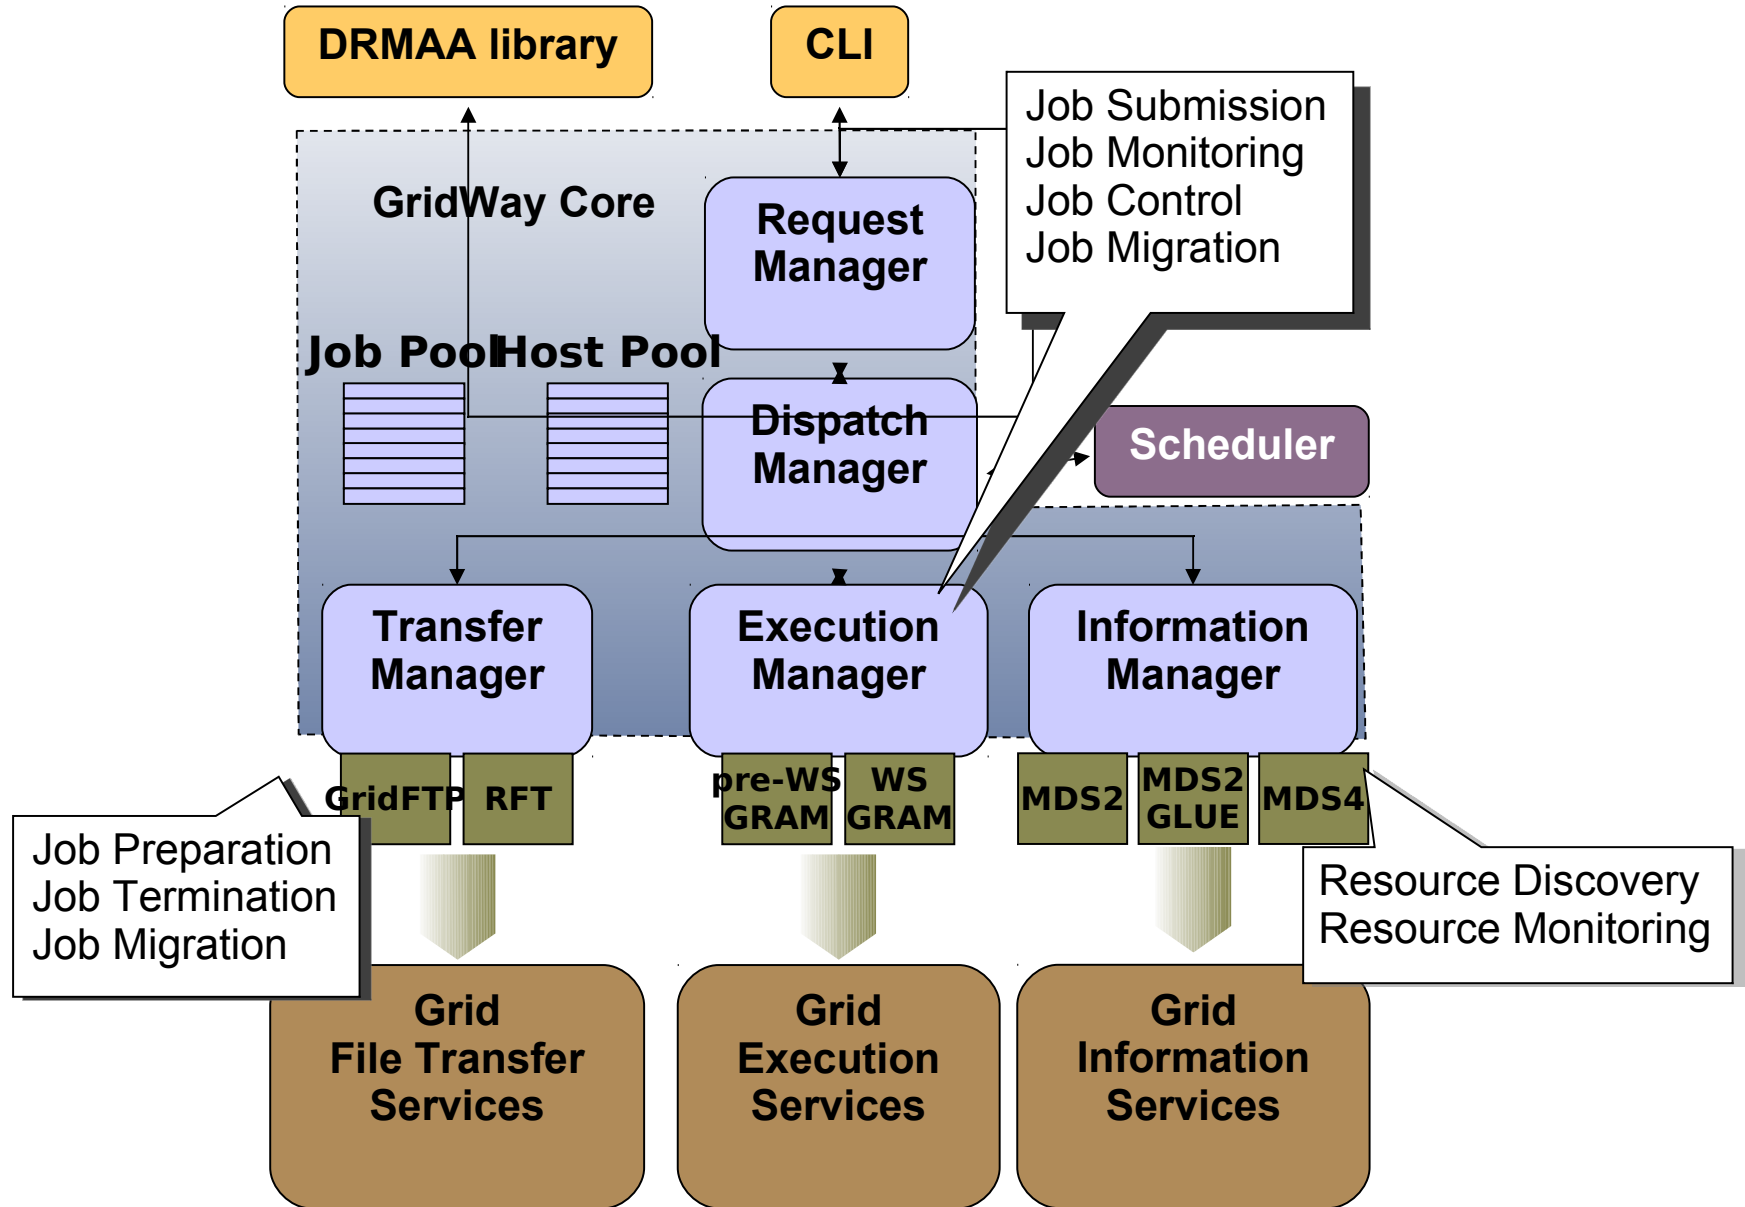 DRMAA library
CLI
Job Submission
Job Monitoring
Job Control
Job Migration
GridWay Core
Request
Manager
Job Pool
Host Pool
Dispatch
Manager
Scheduler
Transfer
Manager
Execution
Manager
Information
Manager
GridFTP
RFT
pre-WS
GRAM
WS
GRAM
MDS2
MDS2
GLUE
MDS4
Job Preparation
Job Termination
Job Migration
Resource Discovery
Resource Monitoring
Grid
File Transfer
Services
Grid
Execution
Services
Grid
Information
Services